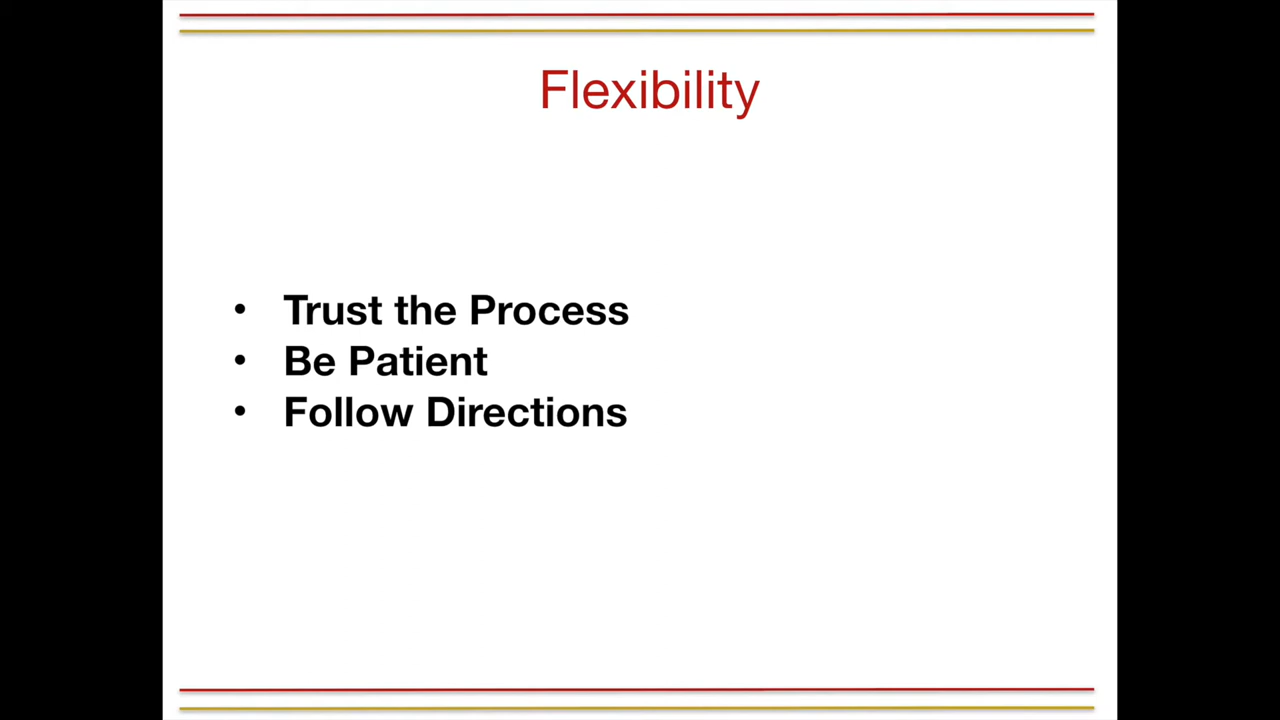 Flexibility
• Trust the Process
• Be Patient
• Follow Directions